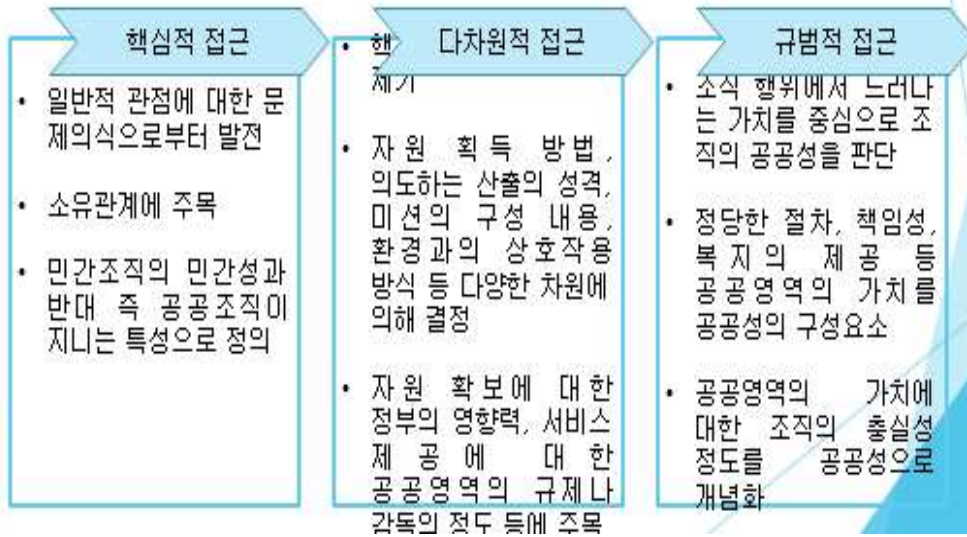 핵심적 접근
• 일반적 관점에 대한 문
제의식으로부터 발전
• 소유관계에 주목
• 민간조직의 민간성과
반대 즉 공공조직이
지니는 특성으로 정의
다차원적 접근
• 핵
제기
• 자원 획득 방법,
의도하는 산출의 성격,
미션의 구성 내용,
환경과의 상호작용
방식 등 다양한 차원에
의해 결정
• 자원 확보에 대한
정부의 영향력, 서비스
제공에 대한
공공영역의 규제나
감독의 정도 등에 주목
규범적 접근
• 조직 행위에서 드러나
는 가치를 중심으로 조
직의 공공성을 판단
• 정당한 절차, 책임성,
복지의 제공 등
공공영역의 가치를
공공성의 구성요소
• 공공영역의 가치에
대한 조직의 충실성
정도를 공공성으로
개념화